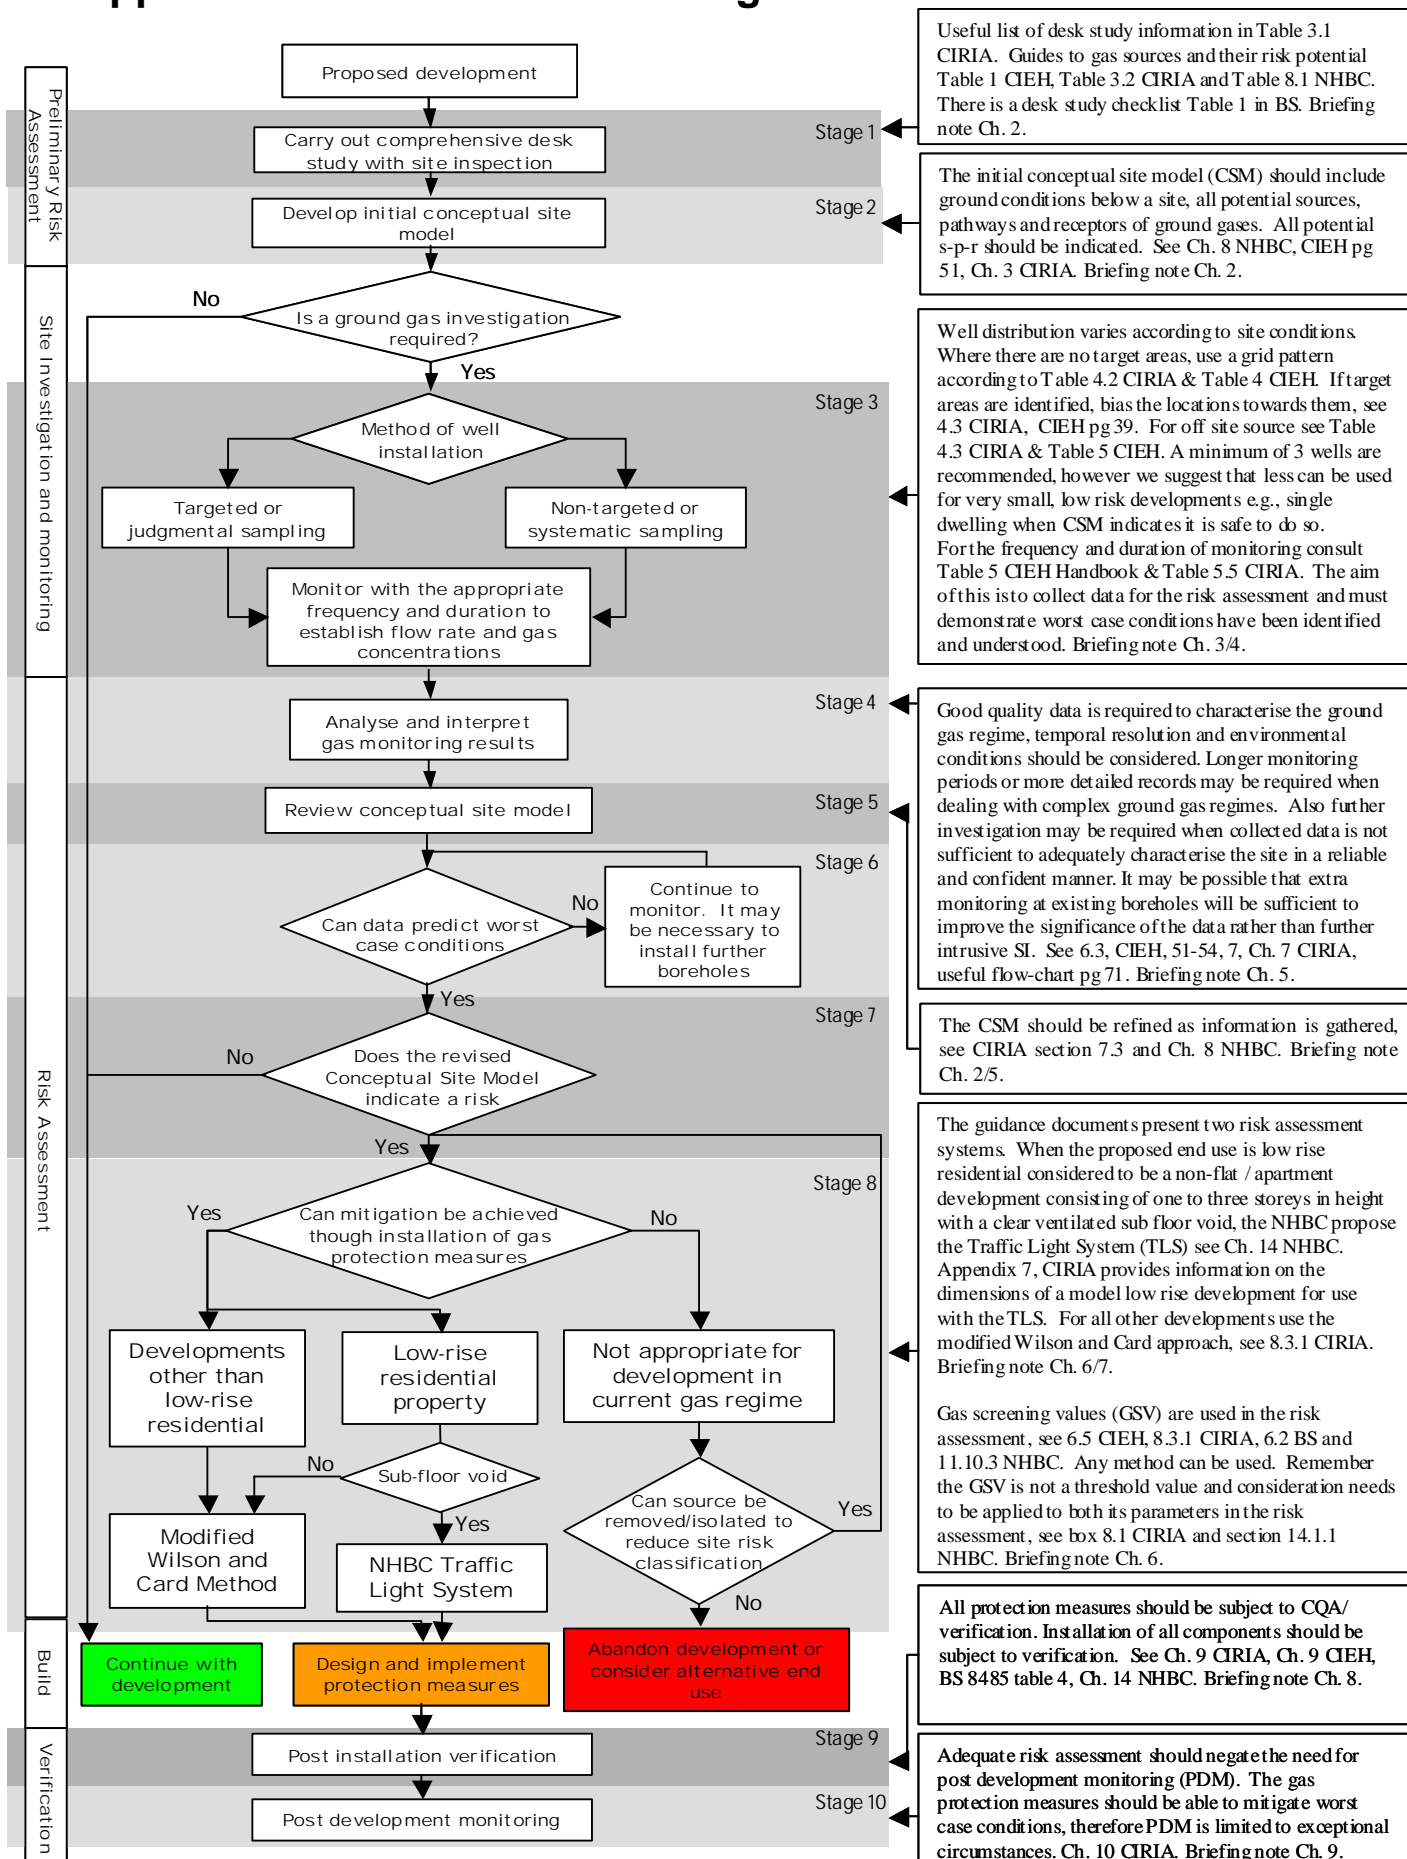 Proposed development
Preliminary Risk
Assessment
Stage 1
Carry out comprehensive desk
study with site inspection
Stage 2
Develop initial conceptual site
model
Site Investigation and monitoring
No
Is a ground gas investigation
required?
Yes
Stage 3
Method of well
installation
Targeted or
judgmental sampling
Non-targeted or
systematic sampling
Monitor with the appropriate
frequency and duration to
establish flow rate and gas
concentrations
Risk Assessment
Stage 4
Analyse and interpret
gas monitoring results
Stage 5
Review conceptual site model
Stage 6
Can data predict worst
case conditions
No
Continue to
monitor. It may
be necessary to
install further
boreholes
Yes
Stage 7
No
Does the revised
Conceptual Site Model
indicate a risk
Yes
Stage 8
Yes
Can mitigation be achieved
though installation of gas
protection measures
No
Developments
other than
low-rise
residential
Low-rise
residential
property
Not appropriate for
development in
current gas regime
No
Sub-floor void
Yes
Can source be
removed/isolated to
reduce site risk
classification
Yes
No
Modified
Wilson and
Card Method
NHBC Traffic
Light System
Build
Continue with
development
Design and implement
protection measures
Abandon development or
consider alternative end
use
Verification
Stage 9
Post installation verification
Stage 10
Post development monitoring
Useful list of desk study information in Table 3.1
CIRIA. Guides to gas sources and their risk potential
Table 1 CIEH, Table 3.2 CIRIA and Table 8.1 NHBC.
There is a desk study checklist Table 1 in BS. Briefing
note Ch. 2.
The initial conceptual site model (CSM) should include
ground conditions below a site, all potential sources,
pathways and receptors of ground gases. All potential
s-p-r should be indicated. See Ch. 8 NHBC, CIEH pg
51, Ch. 3 CIRIA. Briefing note Ch. 2.
Well distribution varies according to site conditions.
Where there are no target areas, use a grid pattern
according to Table 4.2 CIRIA & Table 4 CIEH. If target
areas are identified, bias the locations towards them, see
4.3 CIRIA, CIEH pg 39. For off site source see Table
4.3 CIRIA & Table 5 CIEH. A minimum of 3 wells are
recommended, however we suggest that less can be used
for very small, low risk developments e.g., single
dwelling when CSM indicates it is safe to do so.
For the frequency and duration of monitoring consult
Table 5 CIEH Handbook & Table 5.5 CIRIA. The aim
of this is to collect data for the risk assessment and must
demonstrate worst case conditions have been identified
and understood. Briefing note Ch. 3/4.
Good quality data is required to characterise the ground
gas regime, temporal resolution and environmental
conditions should be considered. Longer monitoring
periods or more detailed records may be required when
dealing with complex ground gas regimes. Also further
investigation may be required when collected data is not
sufficient to adequately characterise the site in a reliable
and confident manner. It may be possible that extra
monitoring at existing boreholes will be sufficient to
improve the significance of the data rather than further
intrusive SI. See 6.3, CIEH, 51-54, 7, Ch. 7 CIRIA,
useful flow-chart pg 71. Briefing note Ch. 5.
The CSM should be refined as information is gathered,
see CIRIA section 7.3 and Ch. 8 NHBC. Briefing note
Ch. 2/5.
The guidance documents present two risk assessment
systems. When the proposed end use is low rise
residential considered to be a non-flat / apartment
development consisting of one to three storeys in height
with a clear ventilated sub floor void, the NHBC propose
the Traffic Light System (TLS) see Ch. 14 NHBC.
Appendix 7, CIRIA provides information on the
dimensions of a model low rise development for use
with the TLS. For all other developments use the
modified Wilson and Card approach, see 8.3.1 CIRIA.
Briefing note Ch. 6/7.
Gas screening values (GSV) are used in the risk
assessment, see 6.5 CIEH, 8.3.1 CIRIA, 6.2 BS and
11.10.3 NHBC. Any method can be used. Remember
the GSV is not a threshold value and consideration needs
to be applied to both its parameters in the risk
assessment, see box 8.1 CIRIA and section 14.1.1
NHBC. Briefing note Ch. 6.
All protection measures should be subject to CQA/
verification. Installation of all components should be
subject to verification. See Ch. 9 CIRIA, Ch. 9 CIEH,
BS 8485 table 4, Ch. 14 NHBC. Briefing note Ch. 8.
Adequate risk assessment should negate the need for
post development monitoring (PDM). The gas
protection measures should be able to mitigate worst
case conditions, therefore PDM is limited to exceptional
circumstances. Ch. 10 CIRIA. Briefing note Ch. 9.